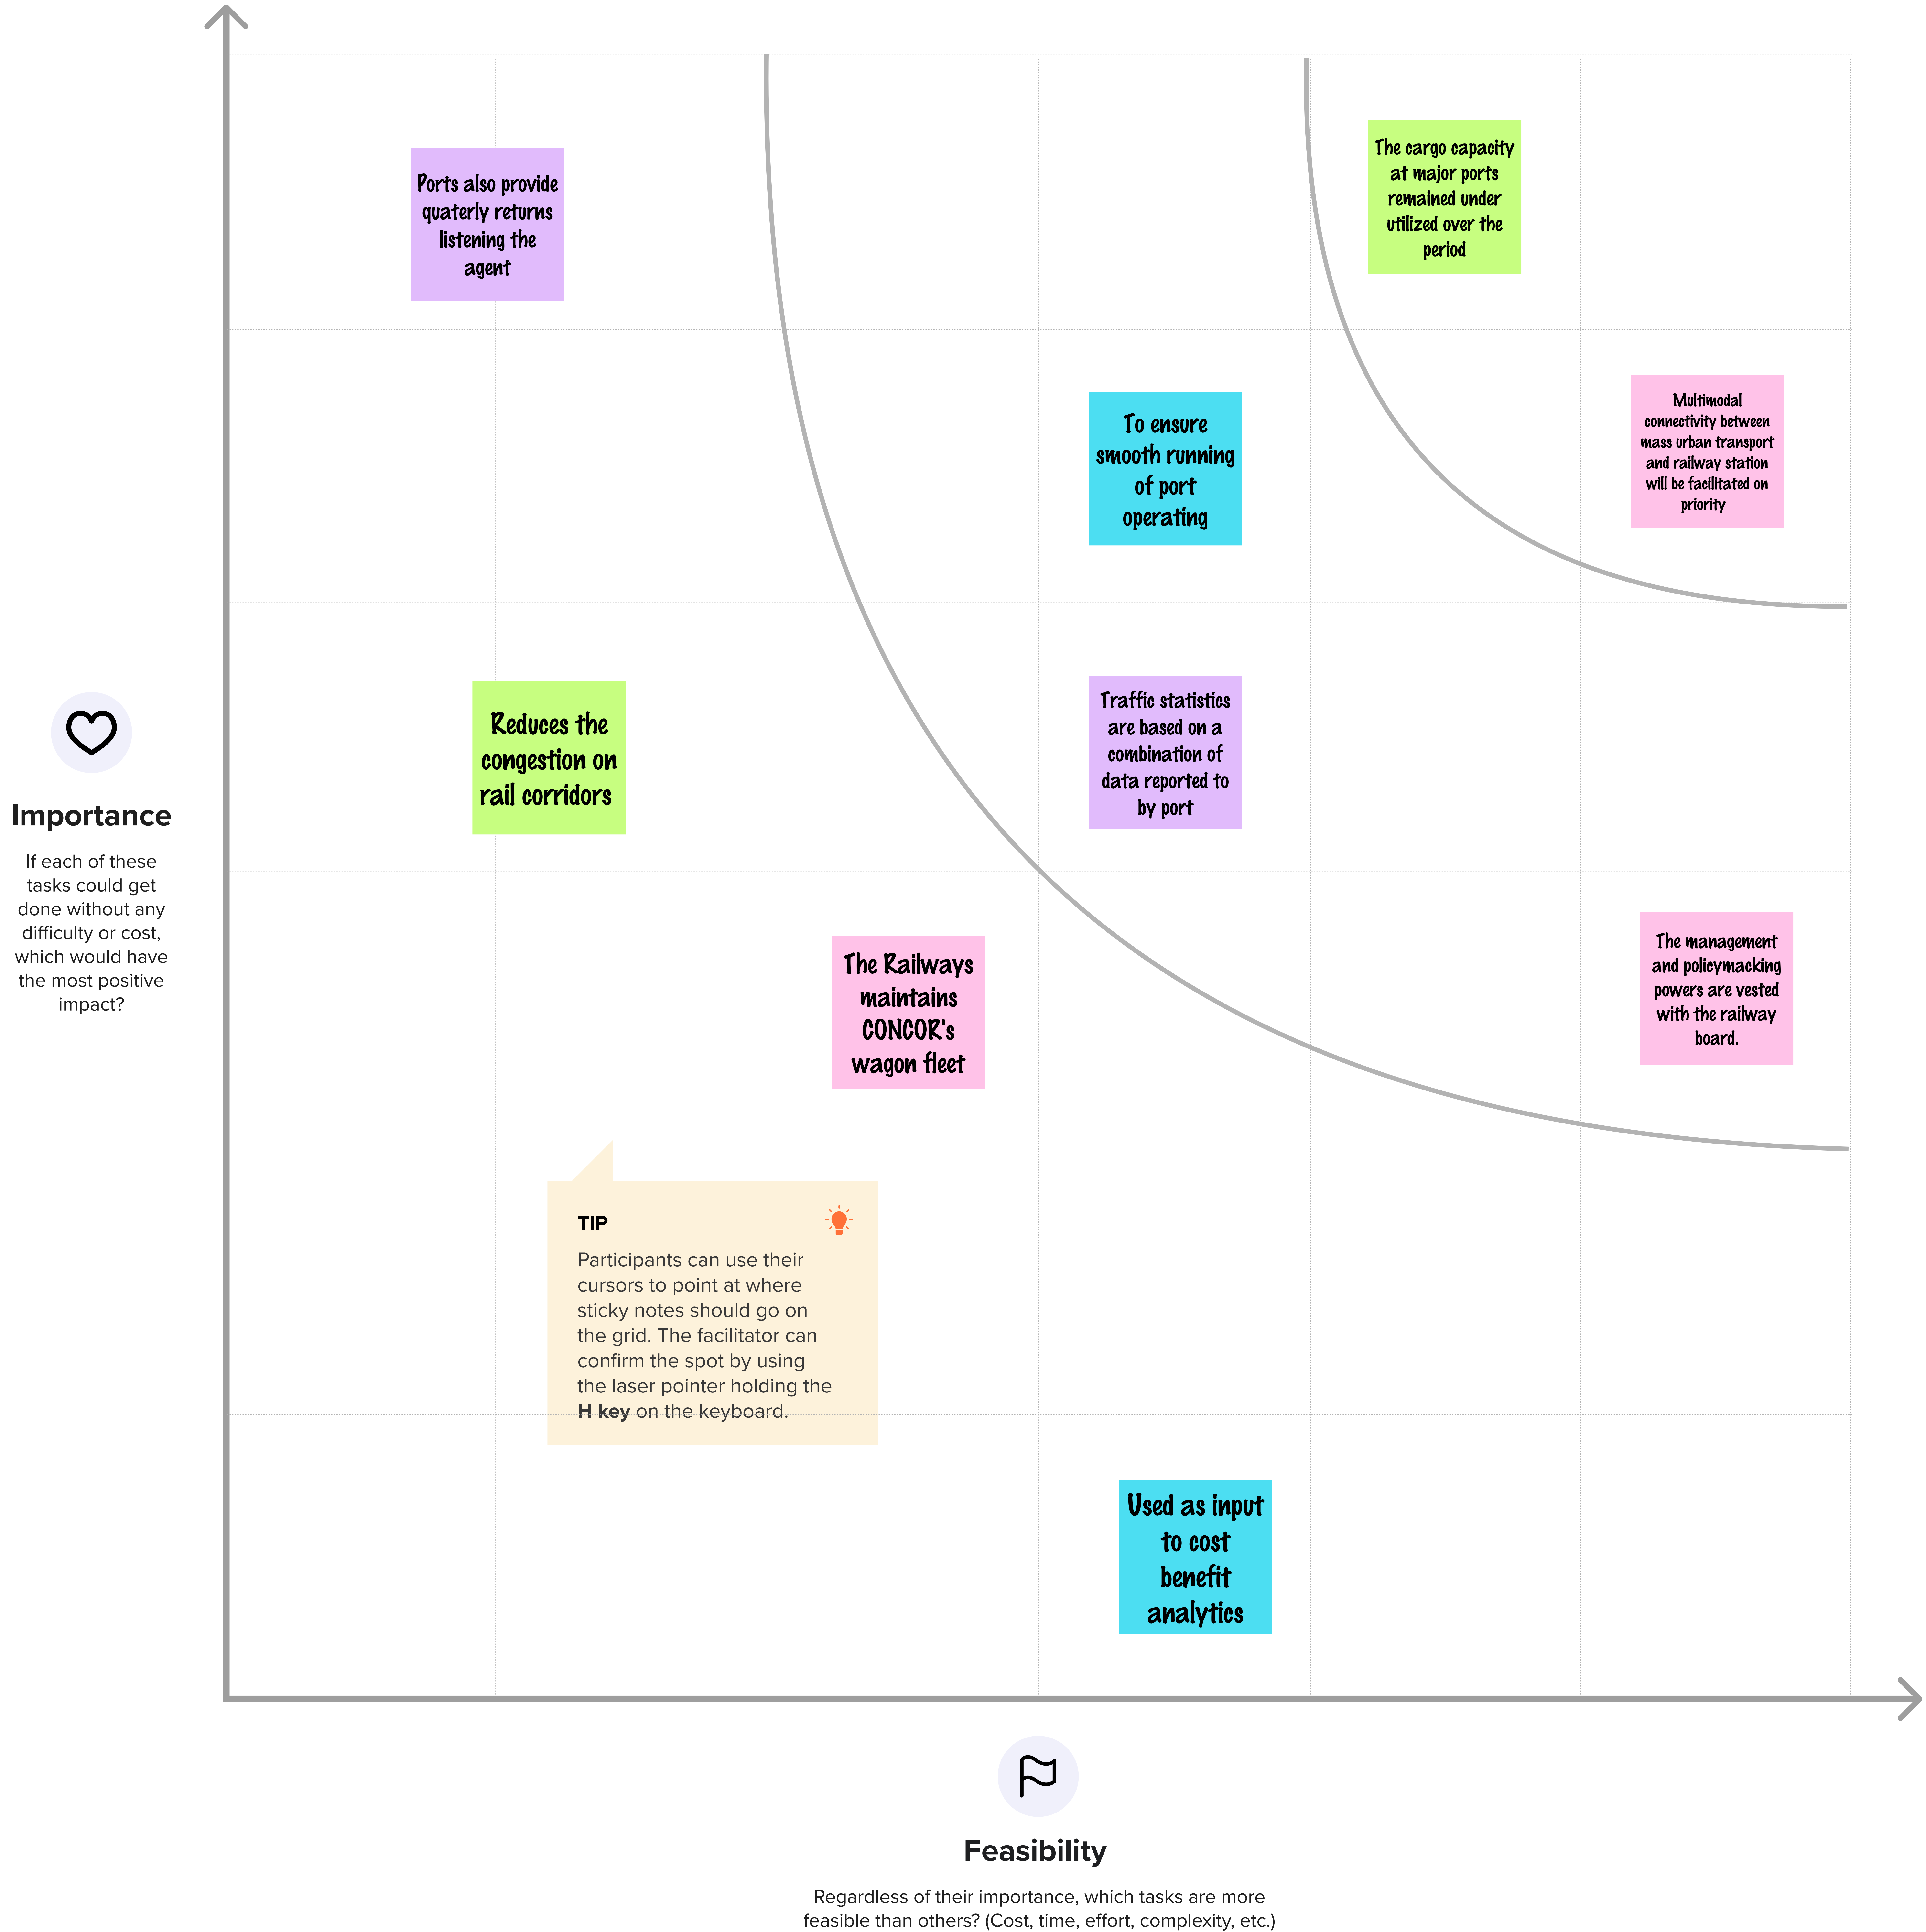 Ports also provide
quaterly returns
listening the
agent
The cargo capacity
at major ports
remained under
utilized over the
period
To ensure
smooth running
of port
operating
Multimodal
connectivity between
mass urban transport
and railway station
will be facilitated on
priority
Reduces the
congestion on
rail corridors
Traffic statistics
are based on a
combination of
data reported to
by port
Importance
If each of these
tasks could get
done without any
difficulty or cost,
which would have
the most positive
impact?
The Railways
maintains
CONCOR's
wagon fleet
The management
and policymacking
powers are vested
with the railway
board.
TIP
Participants can use their
cursors to point at where
sticky notes should go on
the grid. The facilitator can
confirm the spot by using
the laser pointer holding the
H key on the keyboard.
Used as input
to cost
benefit
analytics
Feasibility
Regardless of their importance, which tasks are more
feasible than others? (Cost, time, effort, complexity, etc.)